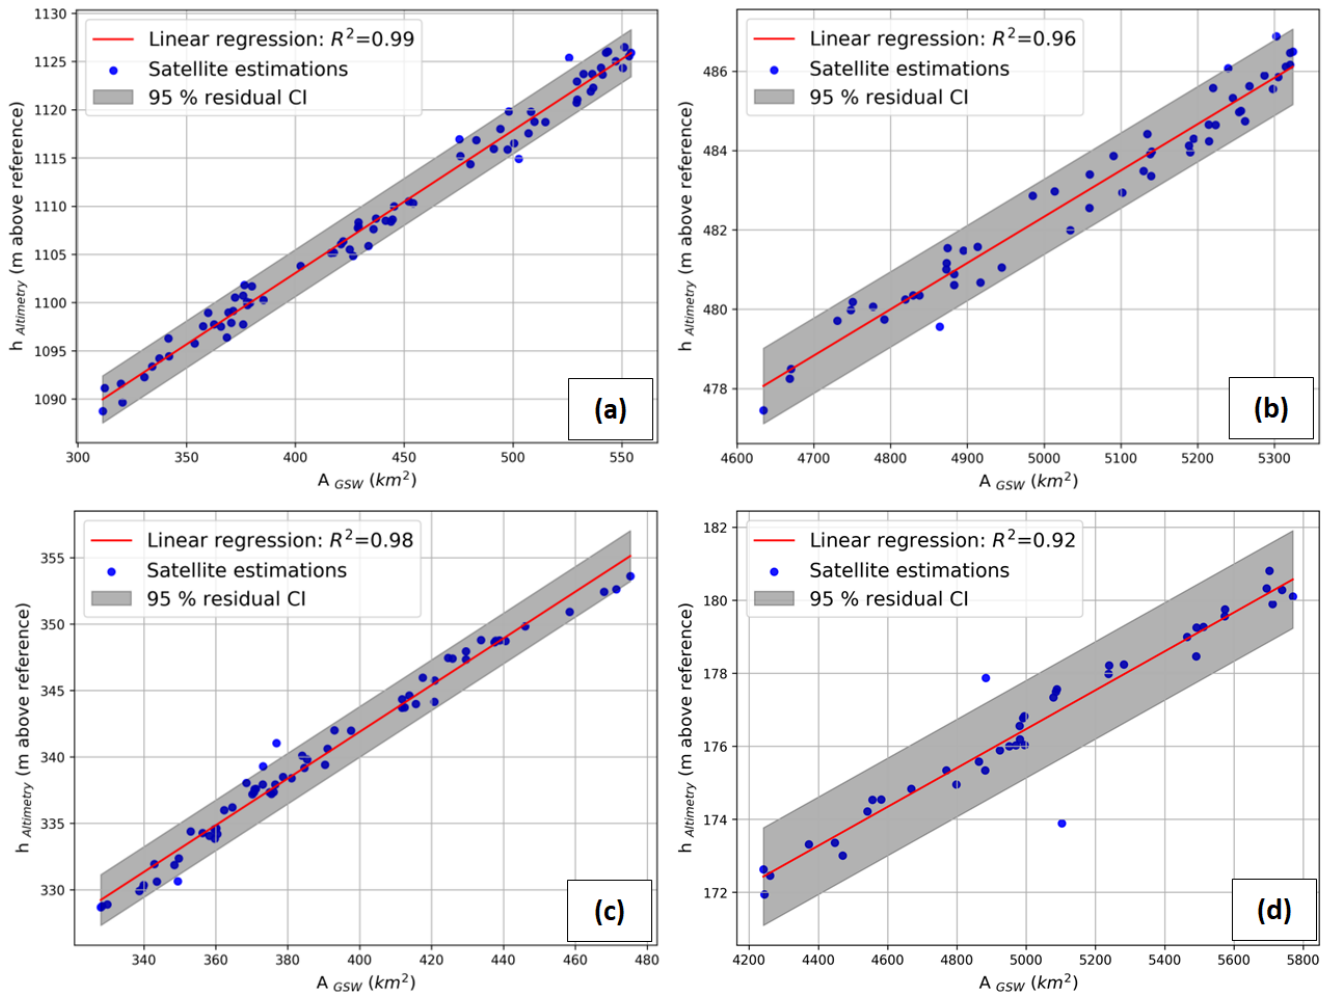 Linear regression: R²=0.99
Satellite estimations
95 % residual CI
1130
1125
1120
1115
1110
1105
1100
1095
1090
h Altimetry (m above reference)
300 350 400 450 500 550
A GSW (km²)
(a)
Linear regression: R²=0.96
Satellite estimations
95 % residual CI
486
484
482
480
478
h Altimetry (m above reference)
4600 4700 4800 4900 5000 5100 5200 5300
A GSW (km²)
(b)
Linear regression: R²=0.98
Satellite estimations
95 % residual CI
355
350
345
340
335
330
h Altimetry (m above reference)
340 360 380 400 420 440 460 480
A GSW (km²)
(c)
Linear regression: R²=0.92
Satellite estimations
95 % residual CI
182
180
178
176
174
172
h Altimetry (m above reference)
4200 4400 4600 4800 5000 5200 5400 5600 5800
A GSW (km²)
(d)